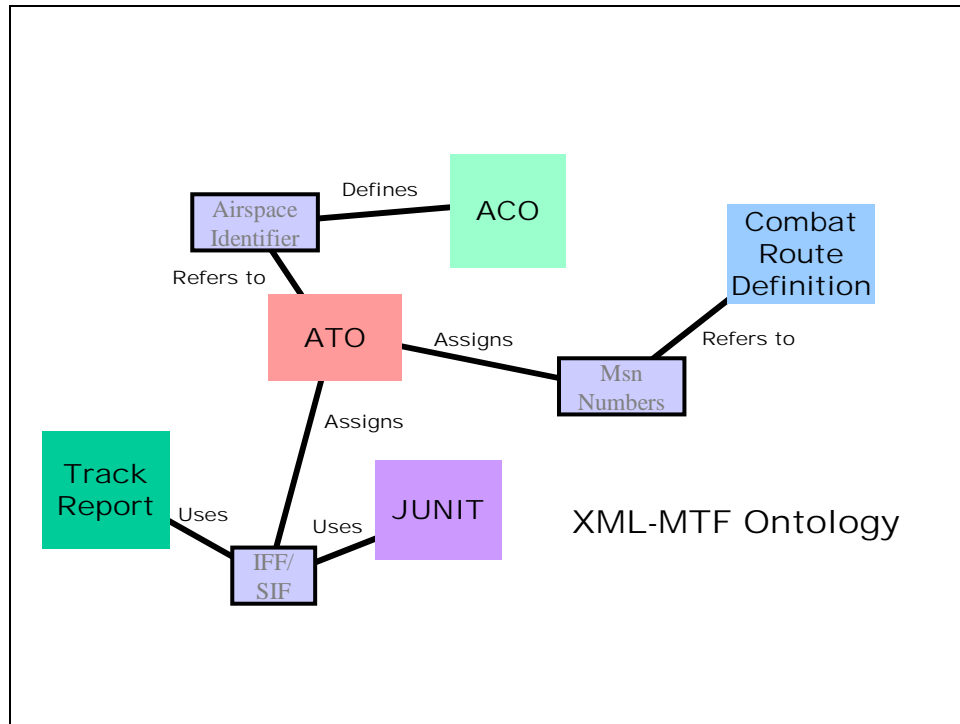 Defines
ACO
Airspace
Identifier
Combat
Route
Definition
Refers to
ATO
Assigns
Refers to
Msn
Numbers
Assigns
Track
Report
Uses
JUNIT
Uses
XML-MTF Ontology
IFF/
SIF